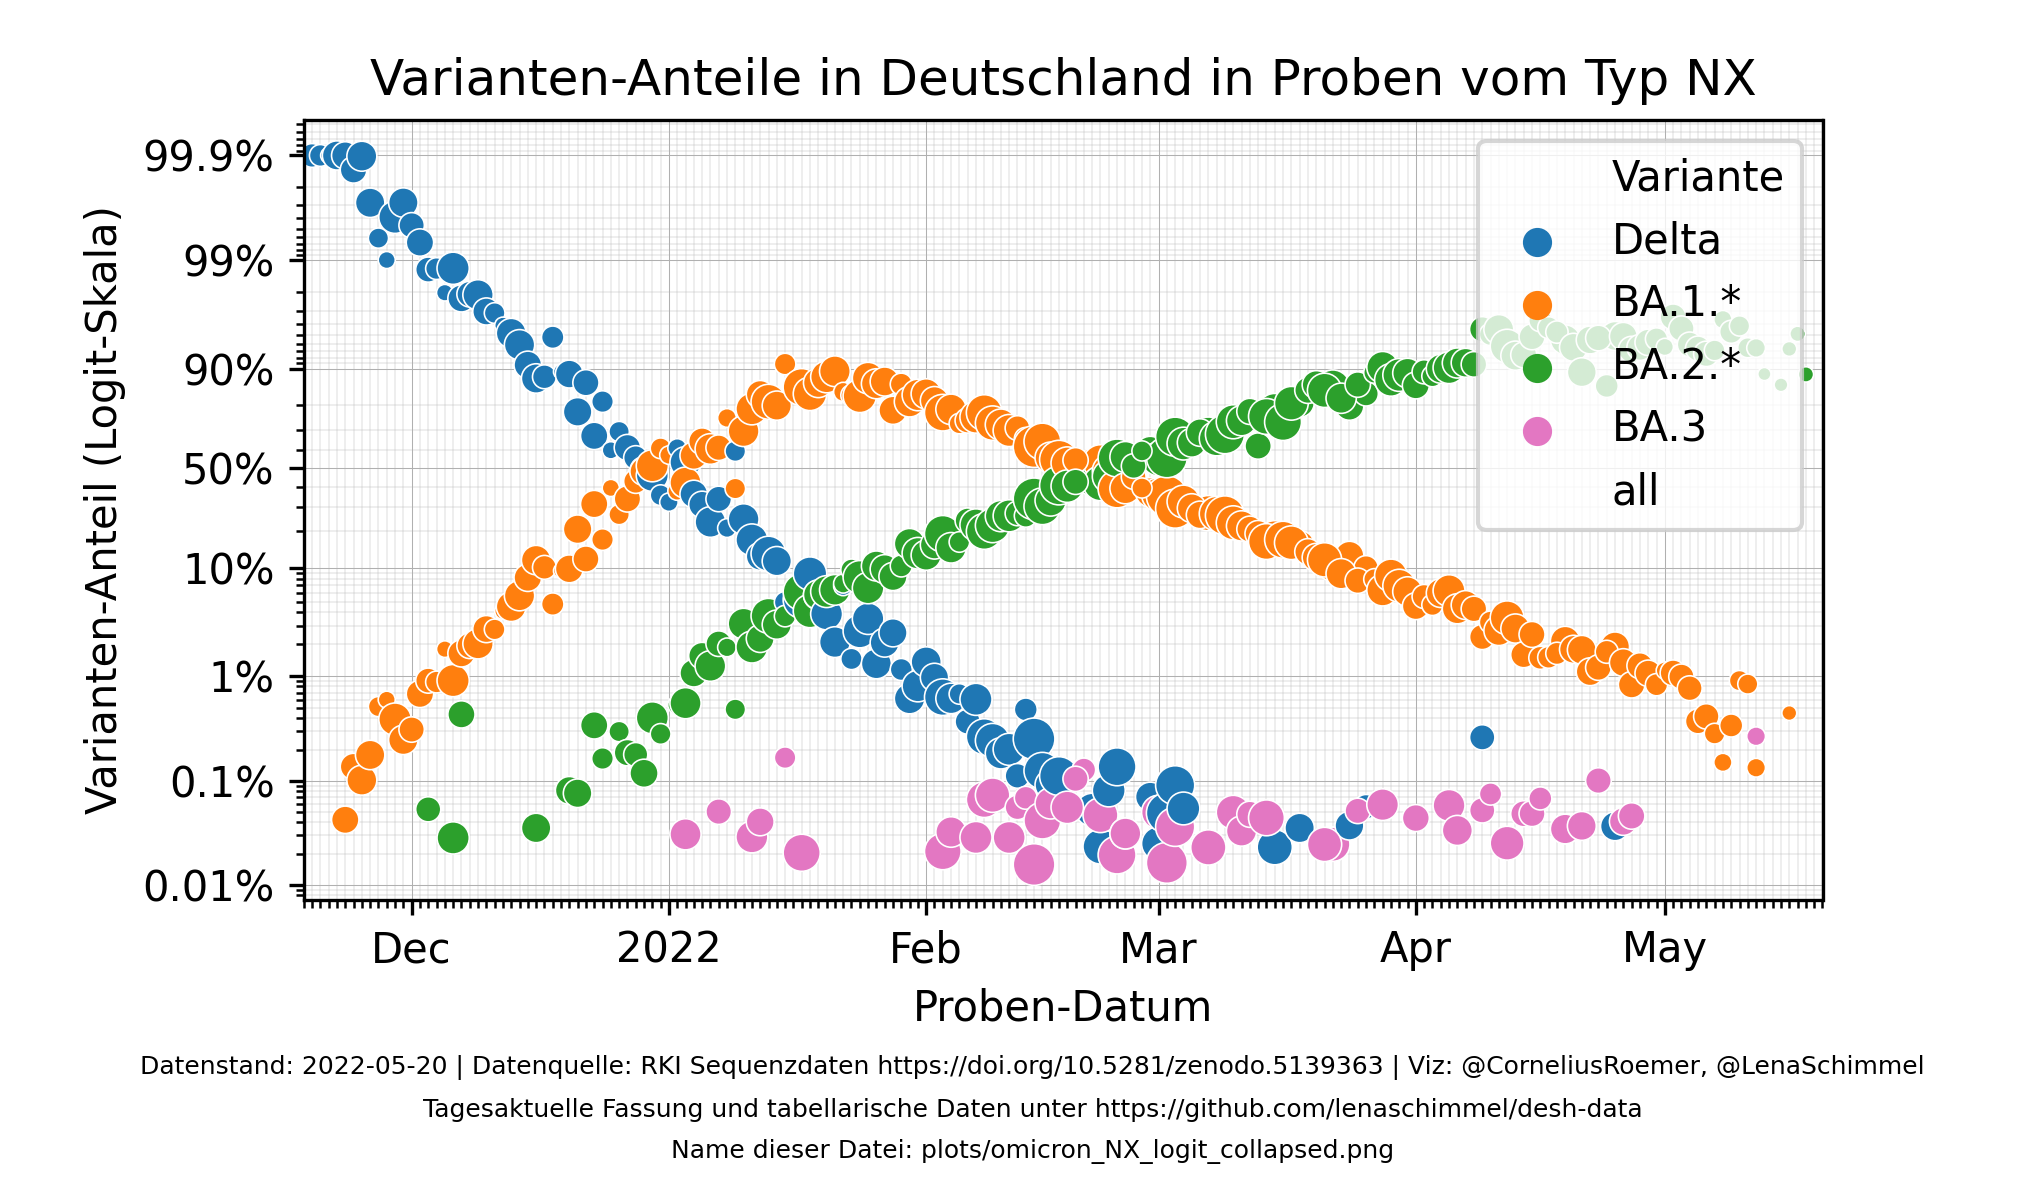 Varianten-Anteile in Deutschland in Proben vom Typ NX
Varianten-Anteil (Logit-Skala)
99.9%
99%
90%
50%
10%
1%
0.1%
0.01%
Variante
Delta
BA.1.*
BA.2.*
BA.3
all
Dec 2022 Feb Mar Apr May
Proben-Datum
Datenstand: 2022-05-20 | Datenquelle: RKI Sequenzdaten https://doi.org/10.5281/zenodo.5139363 | Viz: @CorneliusRoemer, @LenaSchimmel
Tagesaktuelle Fassung und tabellarische Daten unter https://github.com/lenaschimmel/desh-data
Name dieser Datei: plots/omicron_NX_logit_collapsed.png